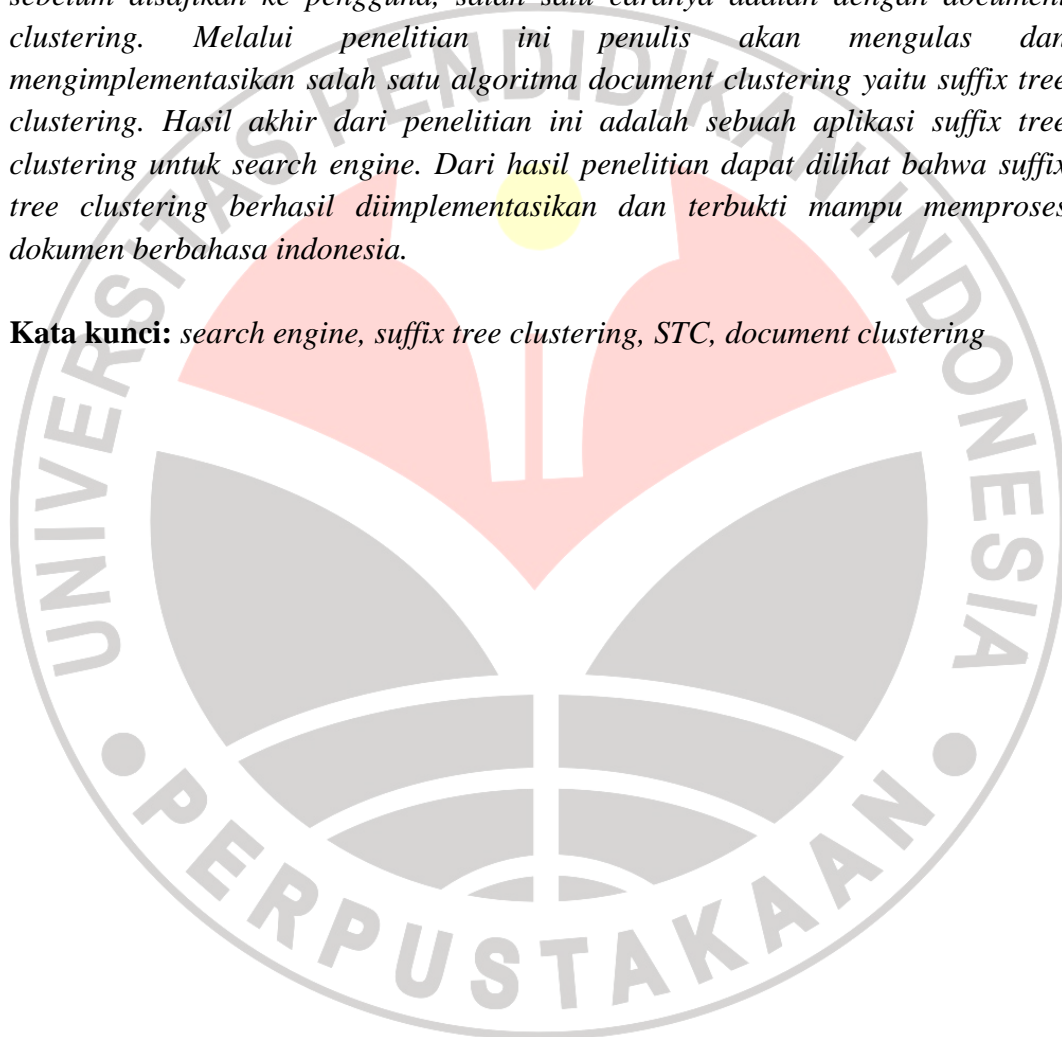 sebelum disajikan ke pengguna, salah satu caranya adalah dengan document
clustering. Melalui penelitian ini penulis akan mengulas dan
mengimplementasikan salah satu algoritma document clustering yaitu suffix tree
clustering. Hasil akhir dari penelitian ini adalah sebuah aplikasi suffix tree
clustering untuk search engine. Dari hasil penelitian dapat dilihat bahwa suffix
tree clustering berhasil diimplementasikan dan terbukti mampu memproses
dokumen berbahasa indonesia.
Kata kunci: search engine, suffix tree clustering, STC, document clustering
UNIVERSITAS PENDIDIKAN INDONESIA
PERPUSTAKAAN